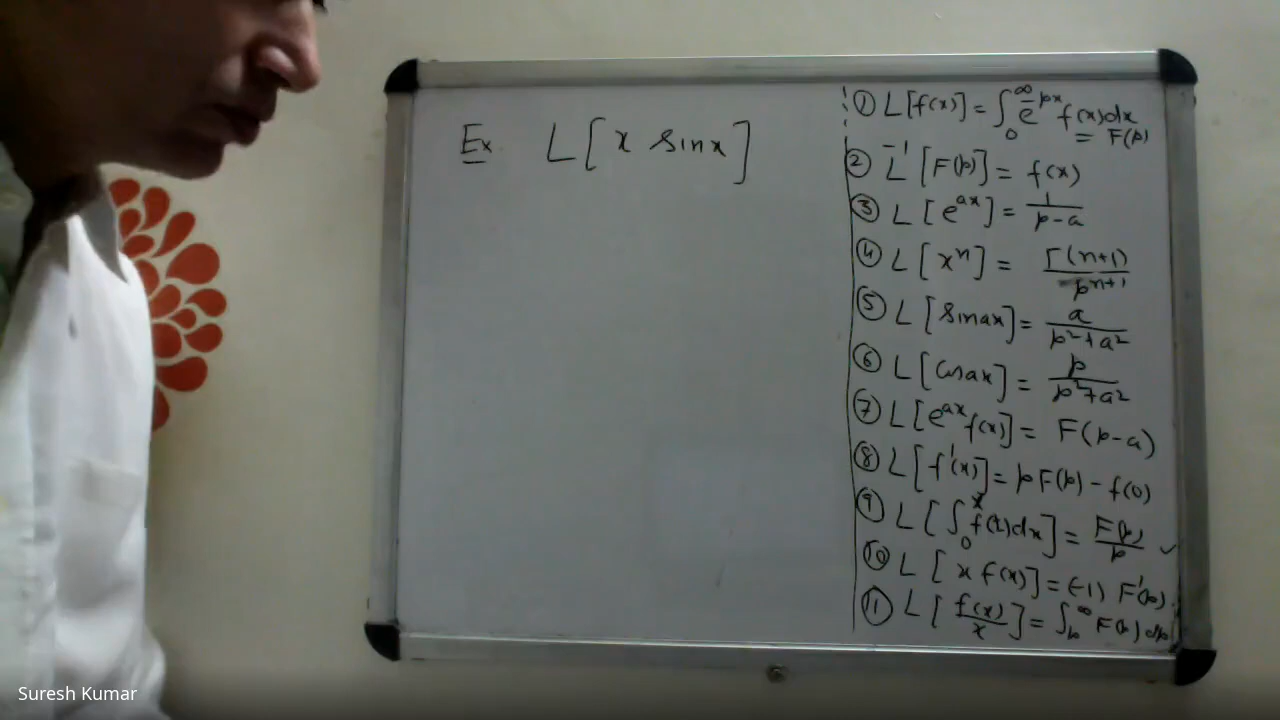 Ex L[x sinx]
① L[f(x)] = ∫₀^∞ e^-px f(x)dx
= F(p)
② L⁻¹[F(p)] = f(x)
③ L[e^ax] = 1/(p-a)
④ L[xⁿ] = Γ(n+1)/p^(n+1)
⑤ L[sinax] = a/(p²+a²)
⑥ L[cosax] = p/(p²+a²)
⑦ L[e^ax f(x)] = F(p-a)
⑧ L[f'(x)] = pF(p) - f(0)
⑨ L[∫₀^x f(x)dx] = F(p)/p ✓
⑩ L[x f(x)] = (-1) F'(p)
⑪ L[f(x)/x] = ∫_p^∞ F(p)dp
Suresh Kumar